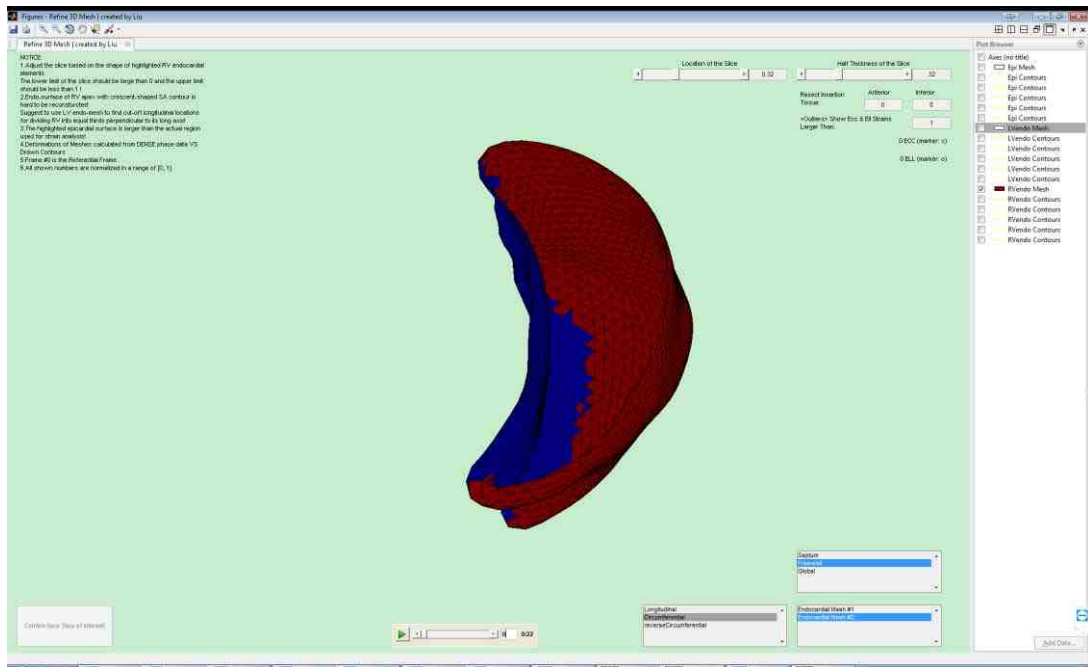 Figures - Refine 3D Mesh | created by Liu
Refine 3D Mesh | created by Liu
NOTICE:
1.Adjust the slice based on the shape of highlighted RV endocardial
elements.
The lower limit of the slice should be large than 0 and the upper limit
should be less than 1 !
2.Endo surface of RV apex with crescent-shaped SA contour is
hard to be reconstructed!
Suggest to use LV endo-mesh to find cut-off longitudinal locations
for dividing RV into equal thirds perpendicular to its long axis!
3.The highlighted epicardial surface is larger than the actual region
used for strain analysis!
4.Deformations of Meshes calculated from DENSE phase data VS
Drawn Contours
5.Frame #0 is the Referential Frame.
6.All shown numbers are normalized in a range of [0, 1].
Location of the Slice
0.32
Half Thickness of the Slice
.32
Resect Insertion
Tissue:
Anterior
Inferior
0
0
<Outliers> Show Ecc & Ell Strains
Larger Than:
1
0 ECC (marker: x)
0 ELL (marker: o)
Septum
Freewall
Global
Longitudinal
Circumferential
reverseCircumferential
Endocardial Mesh #1
Endocardial Mesh #2
0
0:22
Plot Browser
Axes (no title)
Epi Mesh
Epi Contours
Epi Contours
Epi Contours
Epi Contours
LVendo Mesh
LVendo Contours
LVendo Contours
LVendo Contours
LVendo Contours
LVendo Contours
RVendo Mesh
RVendo Contours
RVendo Contours
RVendo Contours
RVendo Contours
RVendo Contours
Add Data...